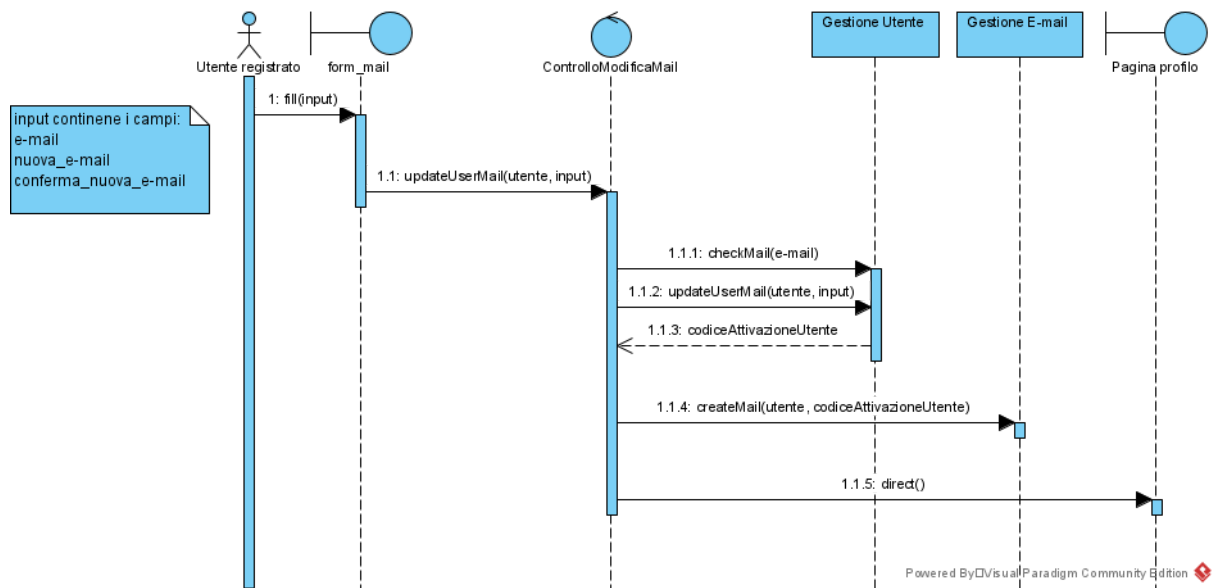 Gestione Utente
Gestione E-mail
Utente registrato
form_mail
ControlloModificaMail
Pagina profilo
1: fill(input)
input continene i campi:
e-mail
nuova_e-mail
conferma_nuova_e-mail
1.1: updateUserMail(utente, input)
1.1.1: checkMail(e-mail)
1.1.2: updateUserMail(utente, input)
1.1.3: codiceAttivazioneUtente
1.1.4: createMail(utente, codiceAttivazioneUtente)
1.1.5: direct()
Powered By□Visual Paradigm Community Edition